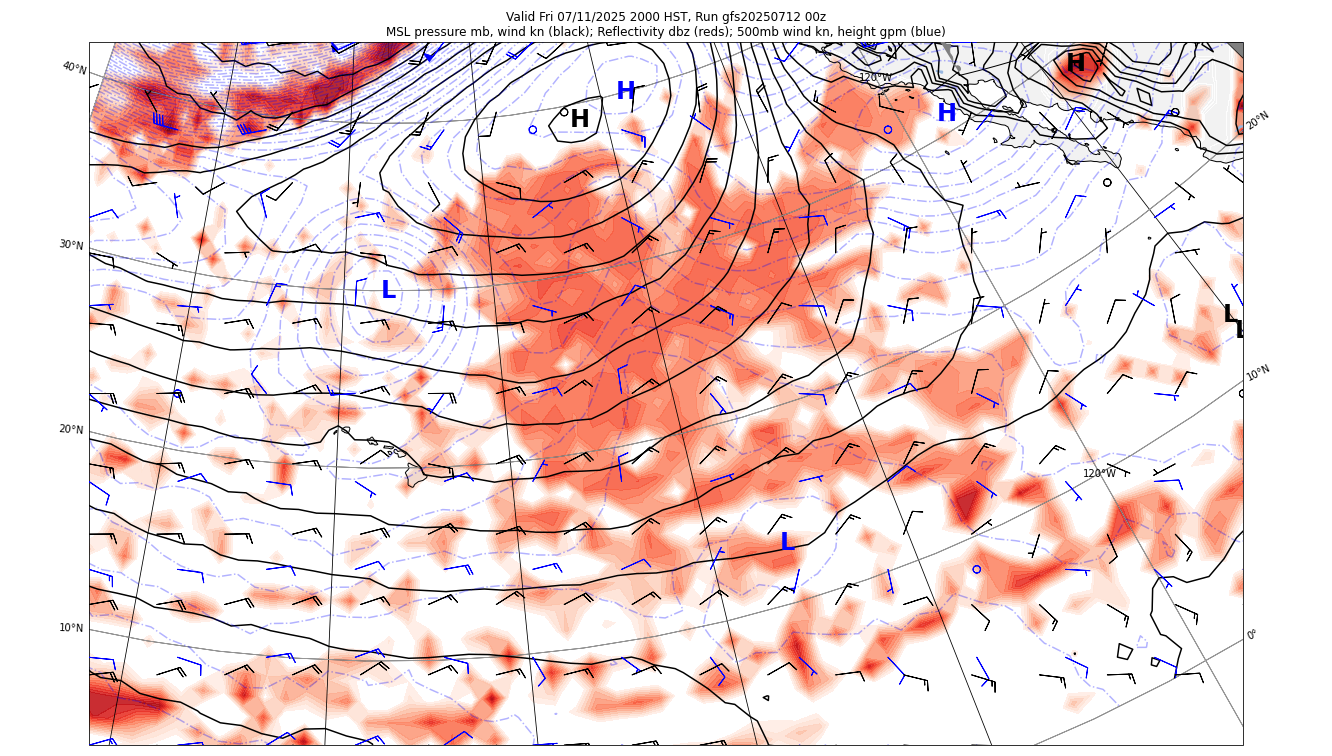 Valid Fri 07/11/2025 2000 HST, Run gfs20250712 00z
MSL pressure mb, wind kn (black); Reflectivity dbz (reds); 500mb wind kn, height gpm (blue)
40°N
120°W
H
H
H
H
20°N
30°N
L
L
L
10°N
20°N
120°W
L
10°N
0°